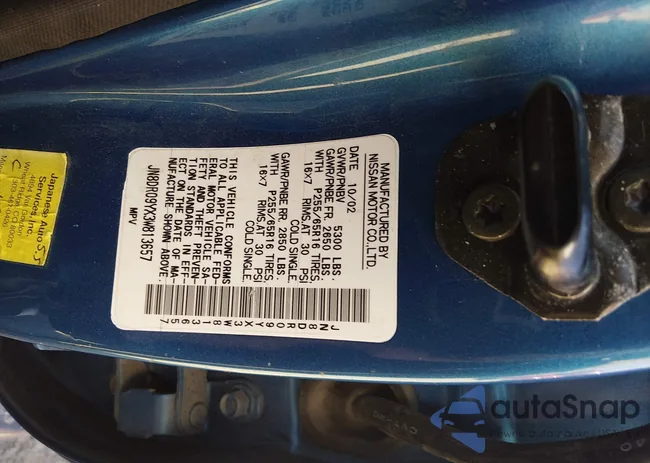 MANUFACTURED BY
NISSAN MOTOR CO.,LTD.
DATE 10/02
GVWR/PNBV 5300 LBS.
GAWR/PNBE FR 2650 LBS.
WITH P255/65R16 TIRES,
16x7 RIMS,AT 30 PSI
COLD SINGLE.
GAWR/PNBE RR 2850 LBS.
WITH P255/65R16 TIRES,
16x7 RIMS,AT 30 PSI
COLD SINGLE.
THIS VEHICLE CONFORMS
TO ALL APPLICABLE FED-
ERAL MOTOR VEHICLE SA-
FETY AND THEFT PREVEN-
TION STANDARDS IN EFF-
ECT ON THE DATE OF MA-
NUFACTURE SHOWN ABOVE.
JN8DR09YX3W813657
MPV
JN8DR09YX3W813657
Japanese Auto
Services, Inc.
autaSnap